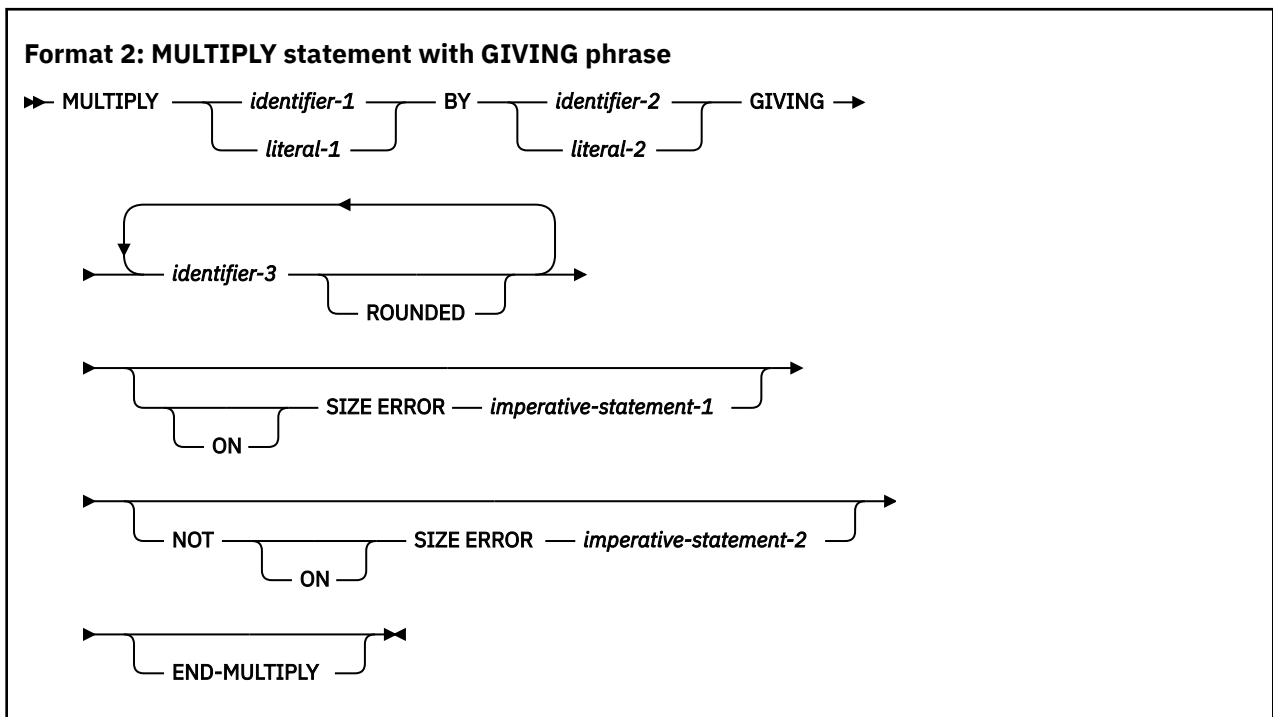 Format 2: MULTIPLY statement with GIVING phrase
MULTIPLY identifier-1 BY identifier-2 GIVING
literal-1 literal-2
identifier-3
ROUNDED
SIZE ERROR imperative-statement-1
ON
NOT SIZE ERROR imperative-statement-2
ON
END-MULTIPLY